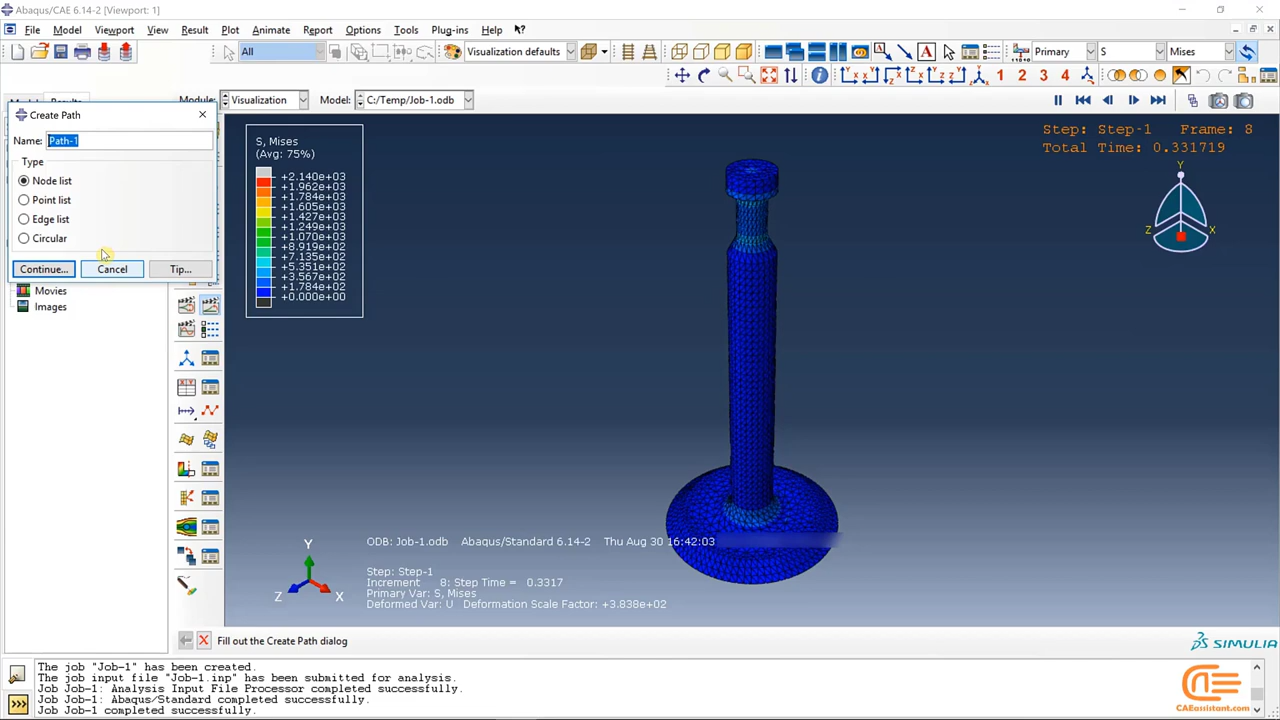 Abaqus/CAE 6.14-2 [Viewport: 1]
File Model Viewport View Result Plot Animate Report Options Tools Plug-ins Help
All Visualization defaults Primary S Mises
1 2 3 4
Module: Visualization Model: C:/Temp/Job-1.odb
Create Path
Name: Path-1
Type
Node list
Point list
Edge list
Circular
Continue... Cancel Tip...
Movies
Images
S, Mises
(Avg: 75%)
+2.140e+03
+1.962e+03
+1.784e+03
+1.605e+03
+1.427e+03
+1.249e+03
+1.070e+03
+8.919e+02
+7.135e+02
+5.351e+02
+3.567e+02
+1.784e+02
+0.000e+00
Step: Step-1 Frame: 8
Total Time: 0.331719
Y
Z X
ODB: Job-1.odb Abaqus/Standard 6.14-2 Thu Aug 30 16:42:03
Y
Z X
Step: Step-1
Increment 8: Step Time = 0.3317
Primary Var: S, Mises
Deformed Var: U Deformation Scale Factor: +3.838e+02
Fill out the Create Path dialog
SIMULIA
The job "Job-1" has been created.
The job input file "Job-1.inp" has been submitted for analysis.
Job Job-1: Analysis Input File Processor completed successfully.
Job Job-1: Abaqus/Standard completed successfully.
Job Job-1 completed successfully.
CAEassistant.com